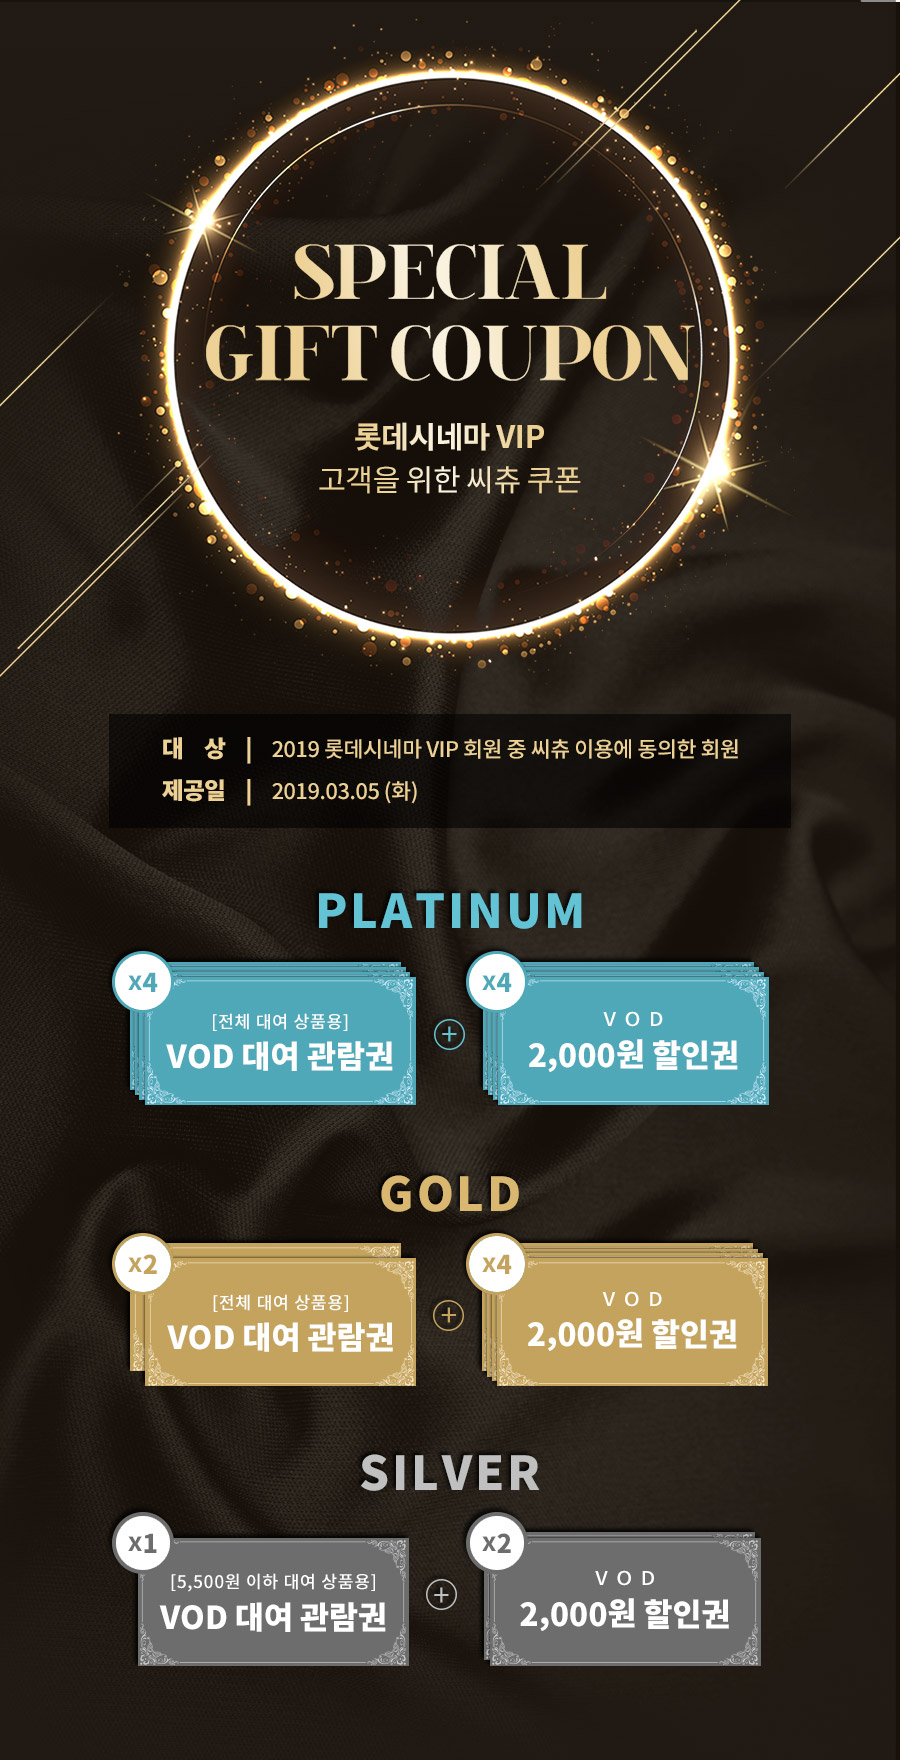 SPECIAL
GIFT COUPON
롯데시네마 VIP
고객을 위한 씨츄 쿠폰
대 상 | 2019 롯데시네마 VIP 회원 중 씨츄 이용에 동의한 회원
제공일 | 2019.03.05 (화)
PLATINUM
x4
[전체 대여 상품용]
VOD 대여 관람권
+
x4
VOD
2,000원 할인권
GOLD
x2
[전체 대여 상품용]
VOD 대여 관람권
+
x4
VOD
2,000원 할인권
SILVER
x1
[5,500원 이하 대여 상품용]
VOD 대여 관람권
+
x2
VOD
2,000원 할인권